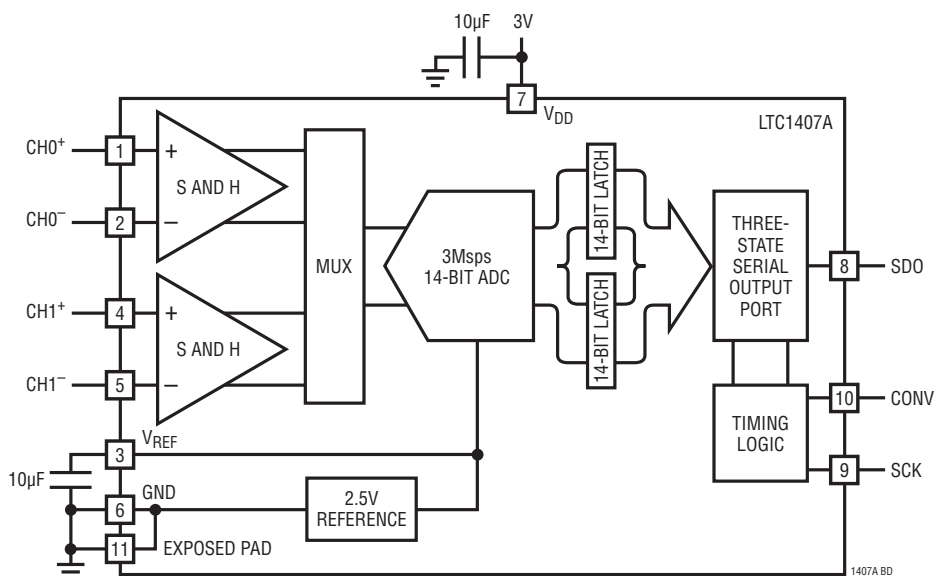 10µF
3V
7
VDD
LTC1407A
CH0+
1
+
S AND H
CH0–
2
–
MUX
3Msps
14-BIT ADC
14-BIT LATCH
14-BIT LATCH
THREE-
STATE
SERIAL
OUTPUT
PORT
8
SDO
CH1+
4
+
S AND H
CH1–
5
–
10
CONV
TIMING
LOGIC
9
SCK
VREF
3
10µF
GND
6
2.5V
REFERENCE
11
EXPOSED PAD
1407A BD